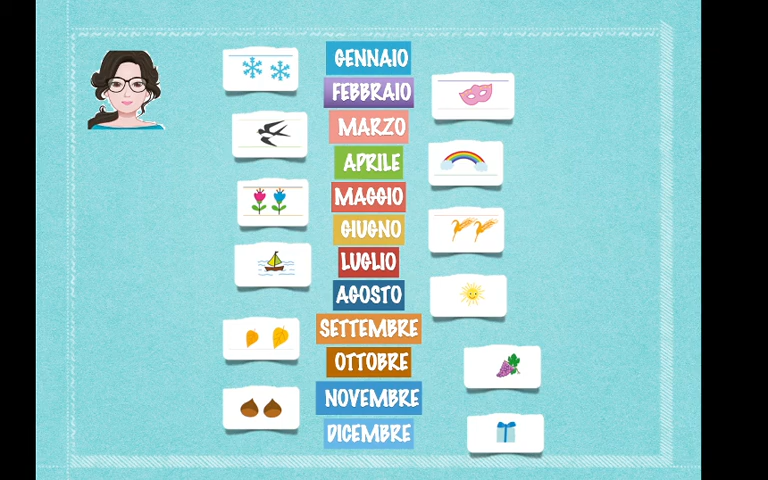 GENNAIO
FEBBRAIO
MARZO
APRILE
MAGGIO
GIUGNO
LUGLIO
AGOSTO
SETTEMBRE
OTTOBRE
NOVEMBRE
DICEMBRE